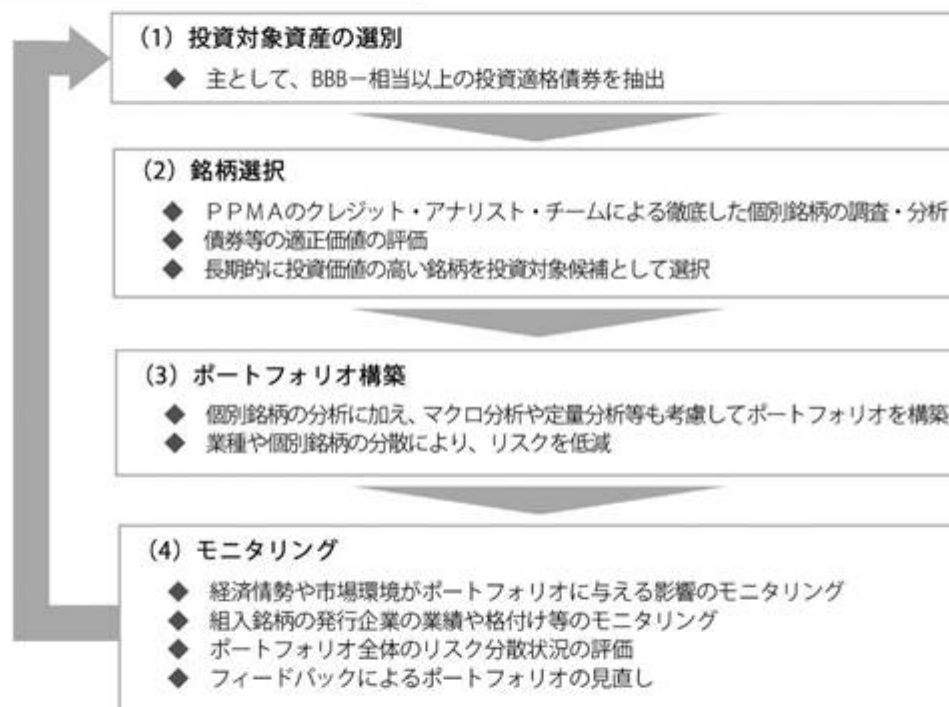 (1) 投資対象資産の選別
◆ 主として、BBB－相当以上の投資適格債券を抽出
(2) 銘柄選択
◆ ＰＰＭＡのクレジット・アナリスト・チームによる徹底した個別銘柄の調査・分析
◆ 債券等の適正価値の評価
◆ 長期的に投資価値の高い銘柄を投資対象候補として選択
(3) ポートフォリオ構築
◆ 個別銘柄の分析に加え、マクロ分析や定量分析等も考慮してポートフォリオを構築
◆ 業種や個別銘柄の分散により、リスクを低減
(4) モニタリング
◆ 経済情勢や市場環境がポートフォリオに与える影響のモニタリング
◆ 組入銘柄の発行企業の業績や格付け等のモニタリング
◆ ポートフォリオ全体のリスク分散状況の評価
◆ フィードバックによるポートフォリオの見直し